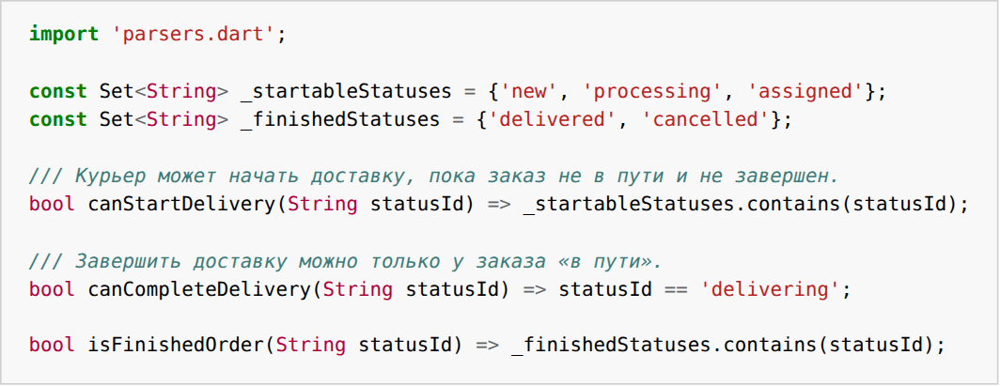 import 'parsers.dart';
const Set<String> _startableStatuses = {'new', 'processing', 'assigned'};
const Set<String> _finishedStatuses = {'delivered', 'cancelled'};
/// Курьер может начать доставку, пока заказ не в пути и не завершен.
bool canStartDelivery(String statusId) => _startableStatuses.contains(statusId);
/// Завершить доставку можно только у заказа «в пути».
bool canCompleteDelivery(String statusId) => statusId == 'delivering';
bool isFinishedOrder(String statusId) => _finishedStatuses.contains(statusId);